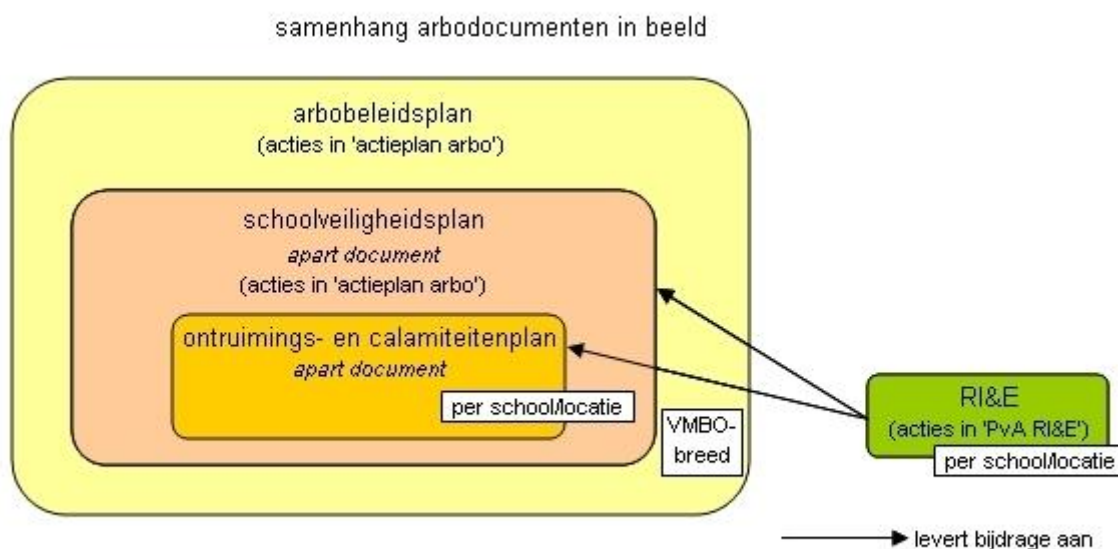 samenhang arbodocumenten in beeld
arbobeleidsplan
(acties in 'actieplan arbo')
schoolveiligheidsplan
apart document
(acties in 'actieplan arbo')
ontruimings- en calamiteitenplan
apart document
per school/locatie
VMBO-
breed
RI&E
(acties in 'PvA RI&E')
per school/locatie
levert bijdrage aan